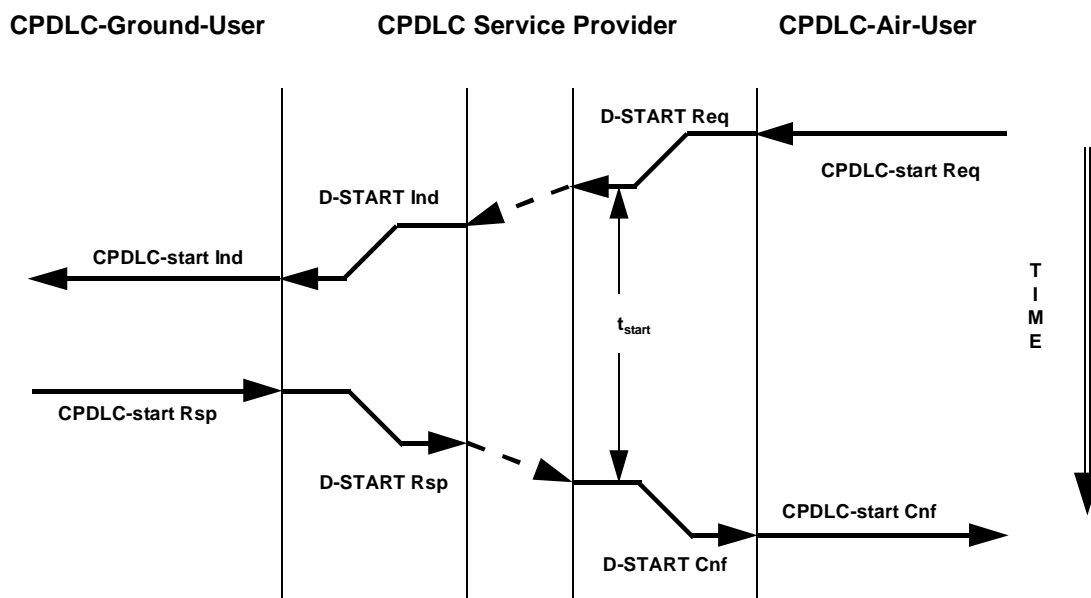 CPDLC-Ground-User
CPDLC Service Provider
CPDLC-Air-User
D-START Req
CPDLC-start Req
D-START Ind
CPDLC-start Ind
T
I
M
E
tstart
CPDLC-start Rsp
D-START Rsp
CPDLC-start Cnf
D-START Cnf